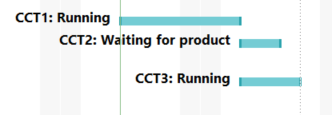 CCT1: Running
CCT2: Waiting for product
CCT3: Running